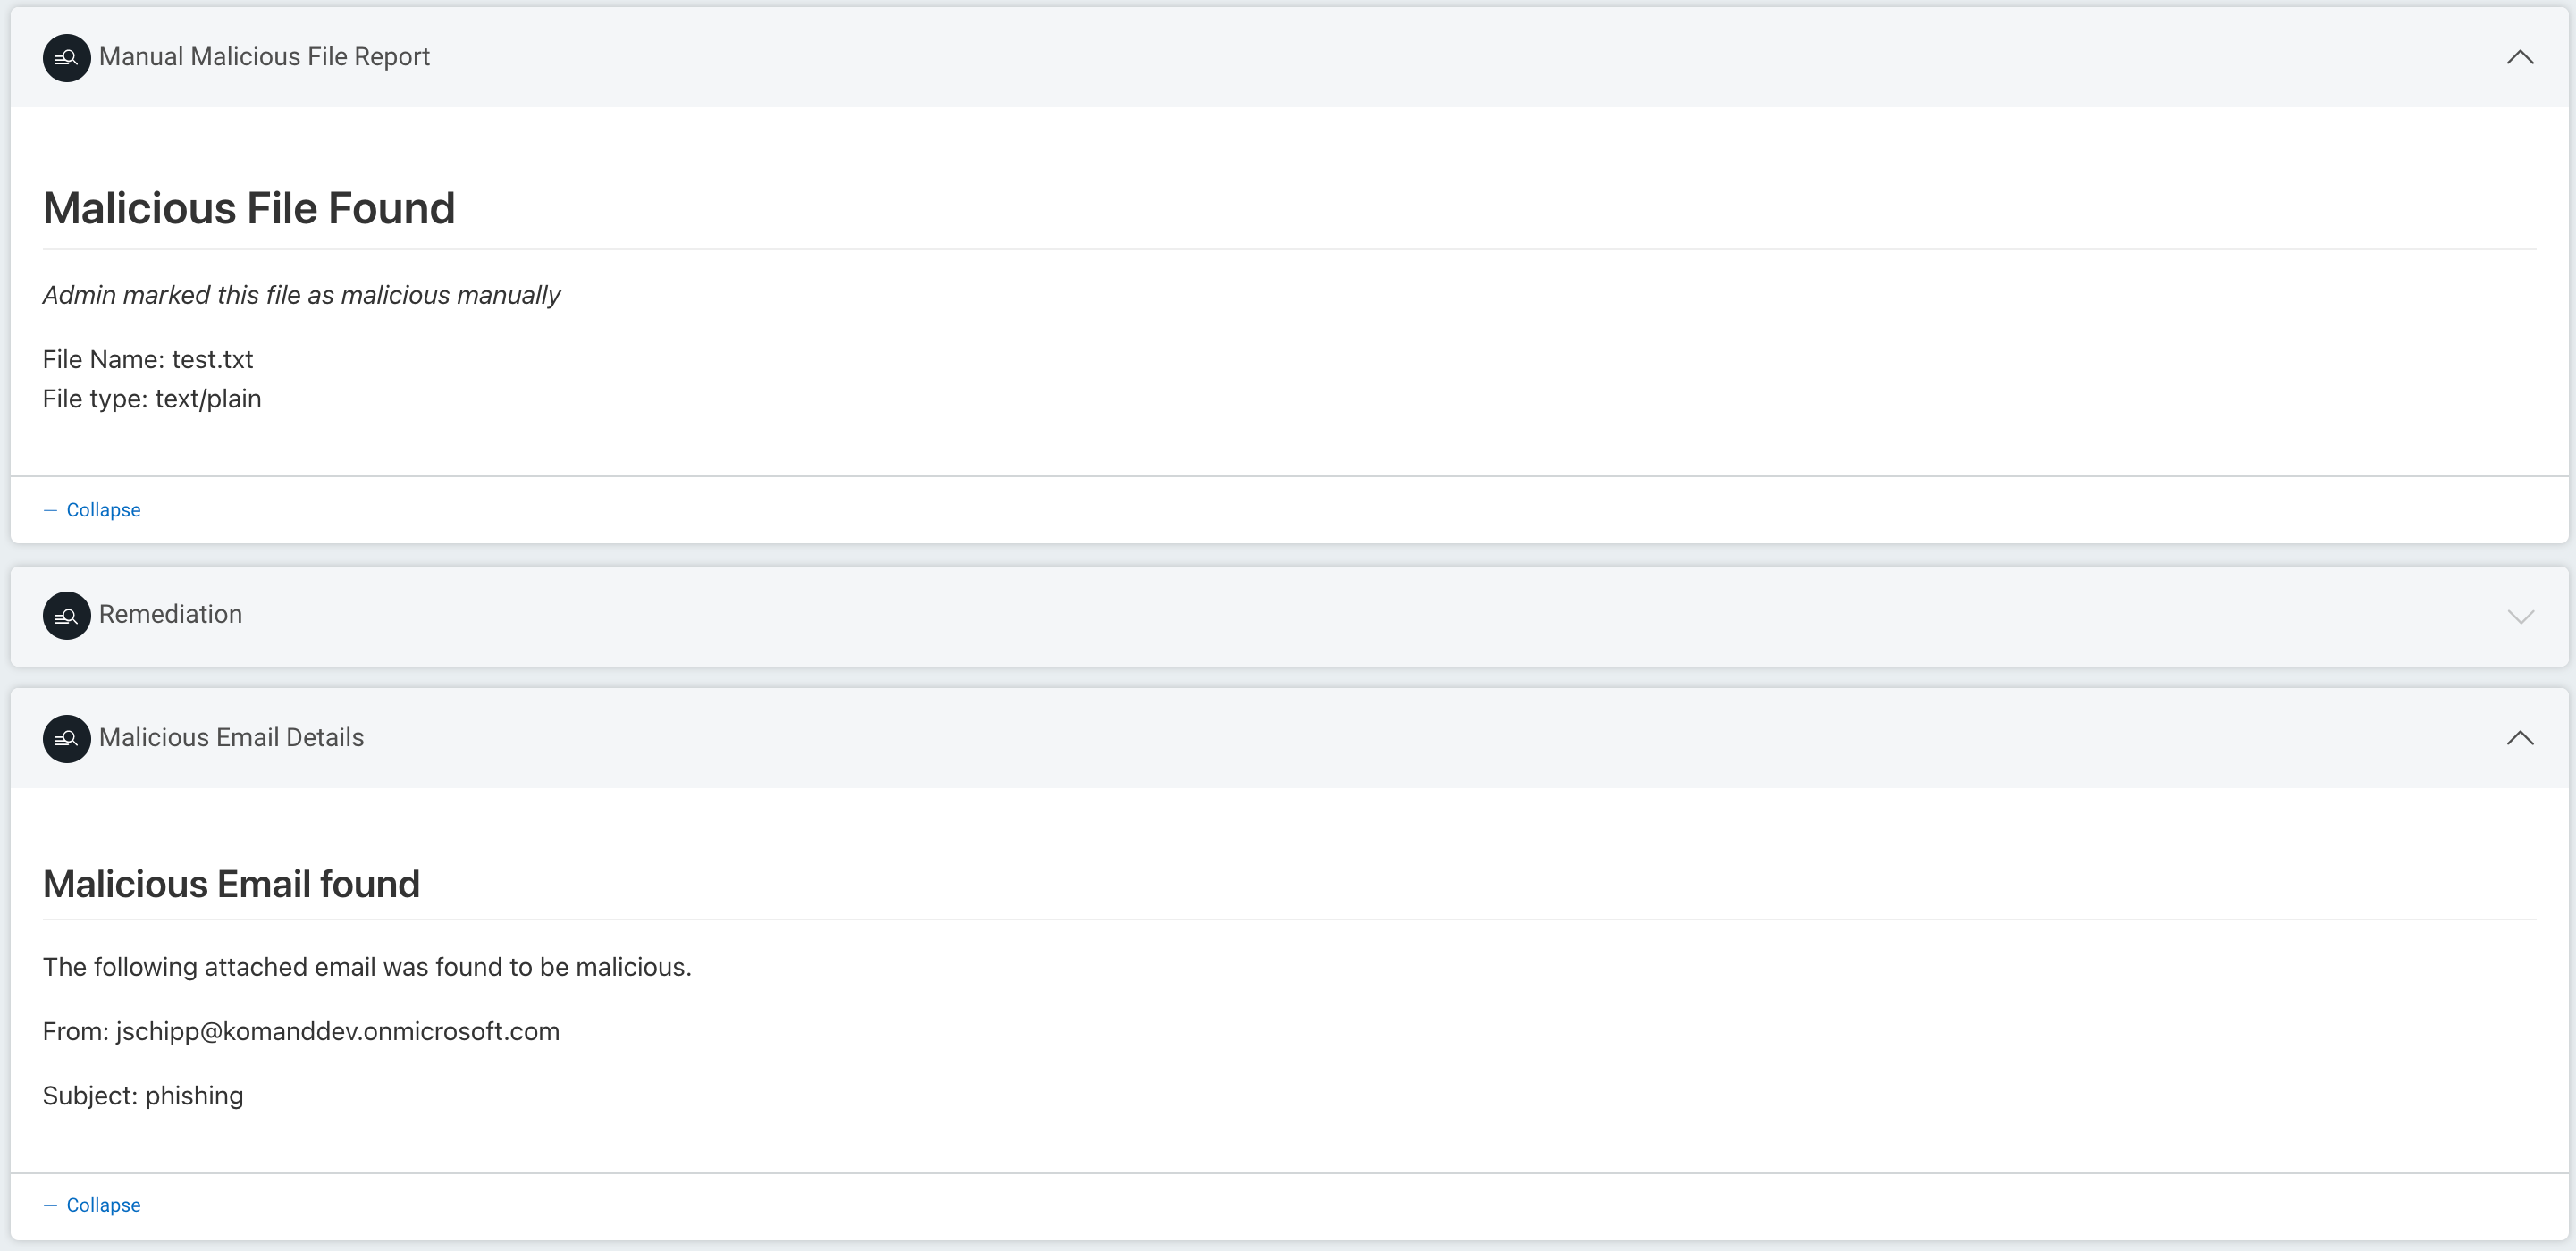 Manual Malicious File Report
Malicious File Found
Admin marked this file as malicious manually
File Name: test.txt
File type: text/plain
— Collapse
Remediation
Malicious Email Details
Malicious Email found
The following attached email was found to be malicious.
From: jschipp@komanddev.onmicrosoft.com
Subject: phishing
— Collapse